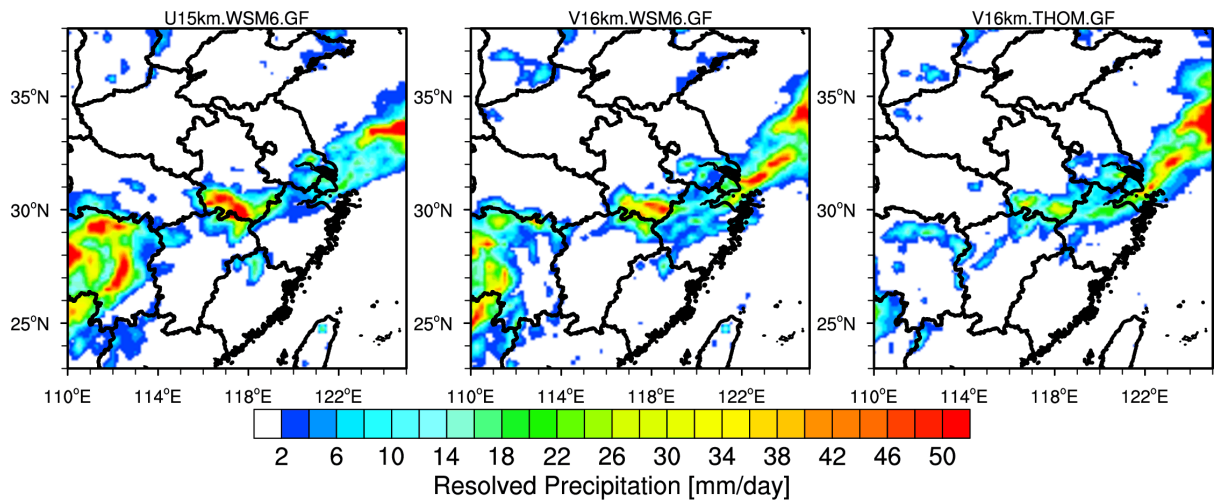 U15km.WSM6.GF V16km.WSM6.GF V16km.THOM.GF
35°N 35°N 35°N
30°N 30°N 30°N
25°N 25°N 25°N
110°E 114°E 118°E 122°E 110°E 114°E 118°E 122°E 110°E 114°E 118°E 122°E
2 6 10 14 18 22 26 30 34 38 42 46 50
Resolved Precipitation [mm/day]